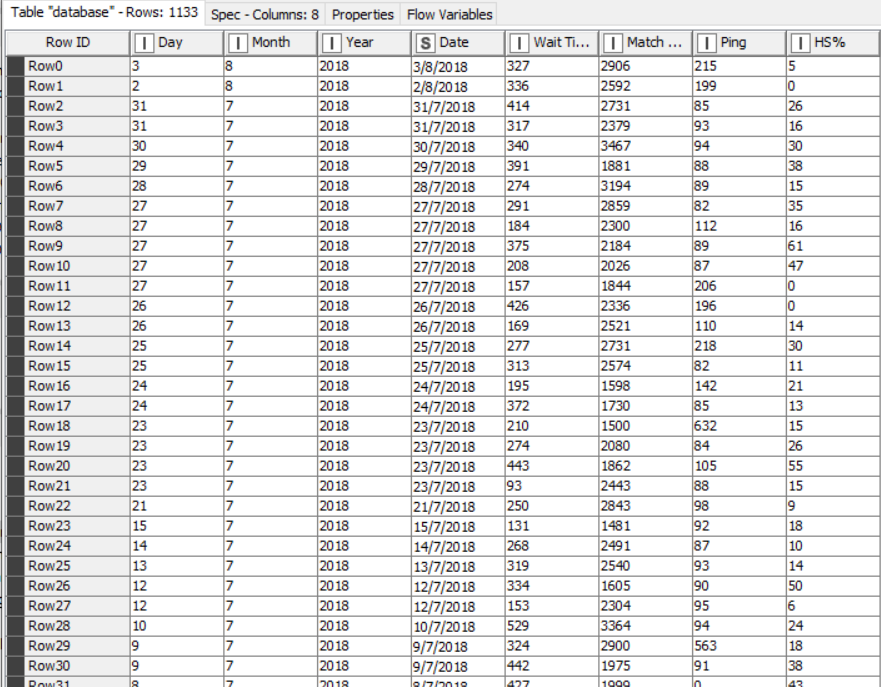 Table "database" - Rows: 1133 Spec - Columns: 8 Properties Flow Variables
Row ID I Day I Month I Year S Date I Wait Ti... I Match ... I Ping I HS%
Row0 3 8 2018 3/8/2018 327 2906 215 5
Row1 2 8 2018 2/8/2018 336 2592 199 0
Row2 31 7 2018 31/7/2018 414 2731 85 26
Row3 31 7 2018 31/7/2018 317 2379 93 16
Row4 30 7 2018 30/7/2018 340 3467 94 30
Row5 29 7 2018 29/7/2018 391 1881 88 38
Row6 28 7 2018 28/7/2018 274 3194 89 15
Row7 27 7 2018 27/7/2018 291 2859 82 35
Row8 27 7 2018 27/7/2018 184 2300 112 16
Row9 27 7 2018 27/7/2018 375 2184 89 61
Row10 27 7 2018 27/7/2018 208 2026 87 47
Row11 27 7 2018 27/7/2018 157 1844 206 0
Row12 26 7 2018 26/7/2018 426 2336 196 0
Row13 26 7 2018 26/7/2018 169 2521 110 14
Row14 25 7 2018 25/7/2018 277 2731 218 30
Row15 25 7 2018 25/7/2018 313 2574 82 11
Row16 24 7 2018 24/7/2018 195 1598 142 21
Row17 24 7 2018 24/7/2018 372 1730 85 13
Row18 23 7 2018 23/7/2018 210 1500 632 15
Row19 23 7 2018 23/7/2018 274 2080 84 26
Row20 23 7 2018 23/7/2018 443 1862 105 55
Row21 23 7 2018 23/7/2018 93 2443 88 15
Row22 21 7 2018 21/7/2018 250 2843 98 9
Row23 15 7 2018 15/7/2018 131 1481 92 18
Row24 14 7 2018 14/7/2018 268 2491 87 10
Row25 13 7 2018 13/7/2018 319 2540 93 14
Row26 12 7 2018 12/7/2018 334 1605 90 50
Row27 12 7 2018 12/7/2018 153 2304 95 6
Row28 10 7 2018 10/7/2018 529 3364 94 24
Row29 9 7 2018 9/7/2018 324 2900 563 18
Row30 9 7 2018 9/7/2018 442 1975 91 38
Row31 8 7 2018 8/7/2018 427 1999 0 43